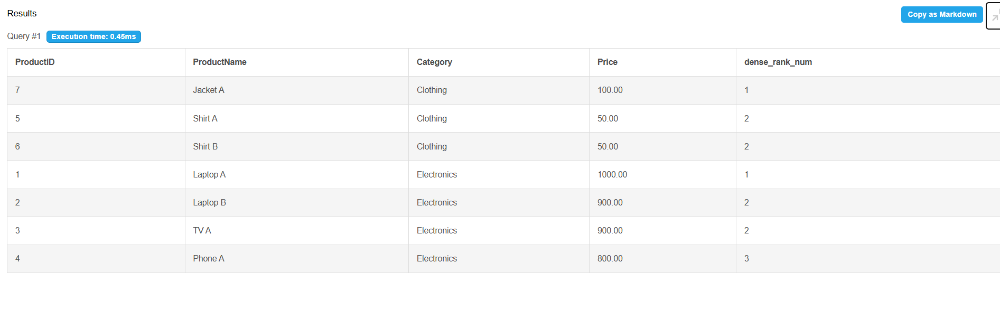 Results
Copy as Markdown
Query #1 Execution time: 0.45ms
ProductID ProductName Category Price dense_rank_num
7 Jacket A Clothing 100.00 1
5 Shirt A Clothing 50.00 2
6 Shirt B Clothing 50.00 2
1 Laptop A Electronics 1000.00 1
2 Laptop B Electronics 900.00 2
3 TV A Electronics 900.00 2
4 Phone A Electronics 800.00 3